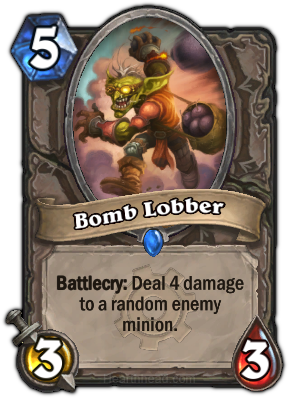 5
Bomb Lobber
Battlecry: Deal 4 damage
to a random enemy
minion.
3
3